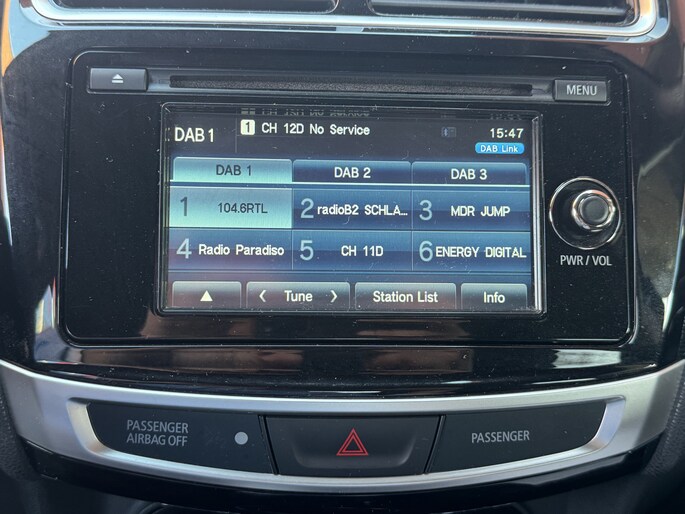 MENU
DAB 1
1 CH 12D No Service
15:47
DAB Link
DAB 1
DAB 2
DAB 3
1 104.6RTL
2 radioB2 SCHLA...
3 MDR JUMP
4 Radio Paradiso
5 CH 11D
6 ENERGY DIGITAL
< Tune >
Station List
Info
PWR / VOL
PASSENGER
AIRBAG OFF
PASSENGER